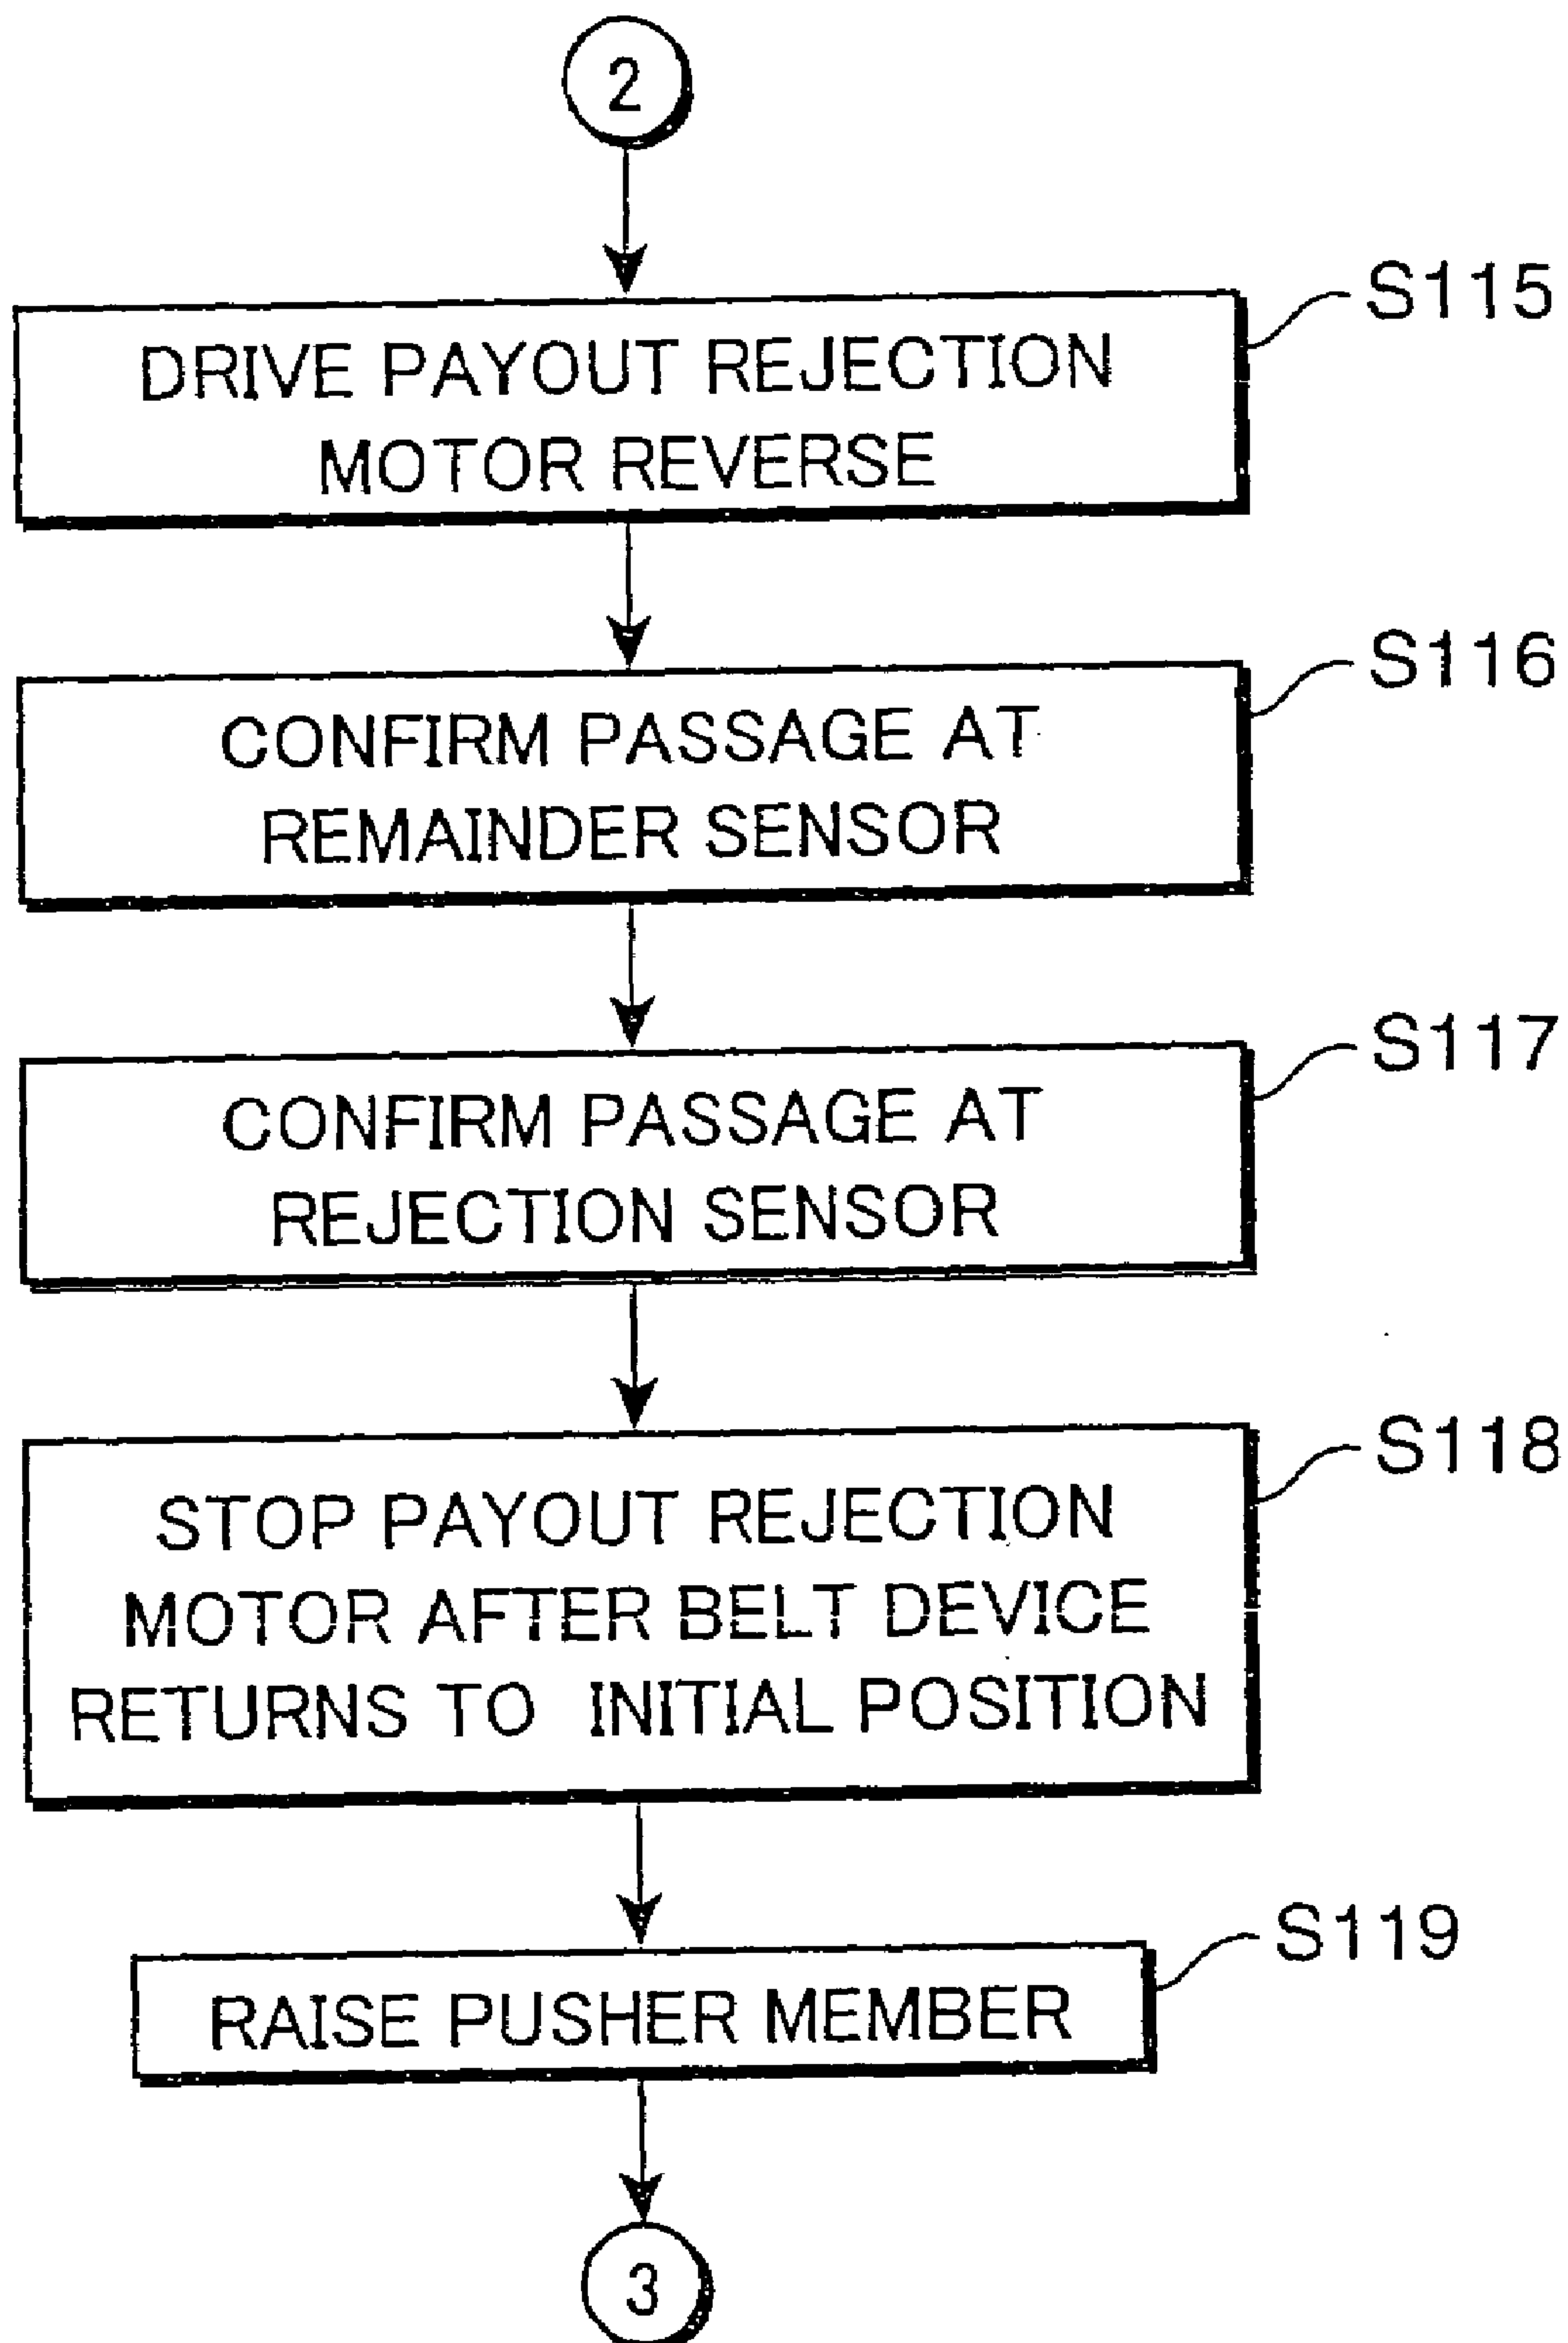 2
S115
DRIVE PAYOUT REJECTION
MOTOR REVERSE
S116
CONFIRM PASSAGE AT
REMAINDER SENSOR
S117
CONFIRM PASSAGE AT
REJECTION SENSOR
S118
STOP PAYOUT REJECTION
MOTOR AFTER BELT DEVICE
RETURNS TO INITIAL POSITION
S119
RAISE PUSHER MEMBER
3